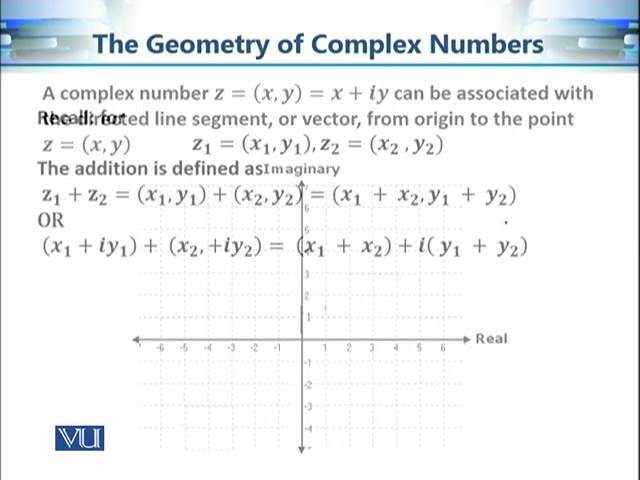 The Geometry of Complex Numbers
A complex number z = (x, y) = x + iy can be associated with
the directed line segment, or vector, from origin to the point
Recall: for
z = (x, y) z₁ = (x₁, y₁), z₂ = (x₂ , y₂)
The addition is defined as
Imaginary
z₁ + z₂ = (x₁, y₁) + (x₂, y₂) = (x₁ + x₂, y₁ + y₂)
OR
(x₁ + iy₁) + (x₂, +iy₂) = (x₁ + x₂) + i( y₁ + y₂)
6
5
3
2
1
Real
-6 -5 -4 -3 -2 -1 1 2 3 4 5 6
-1
-2
-3
-4
VU